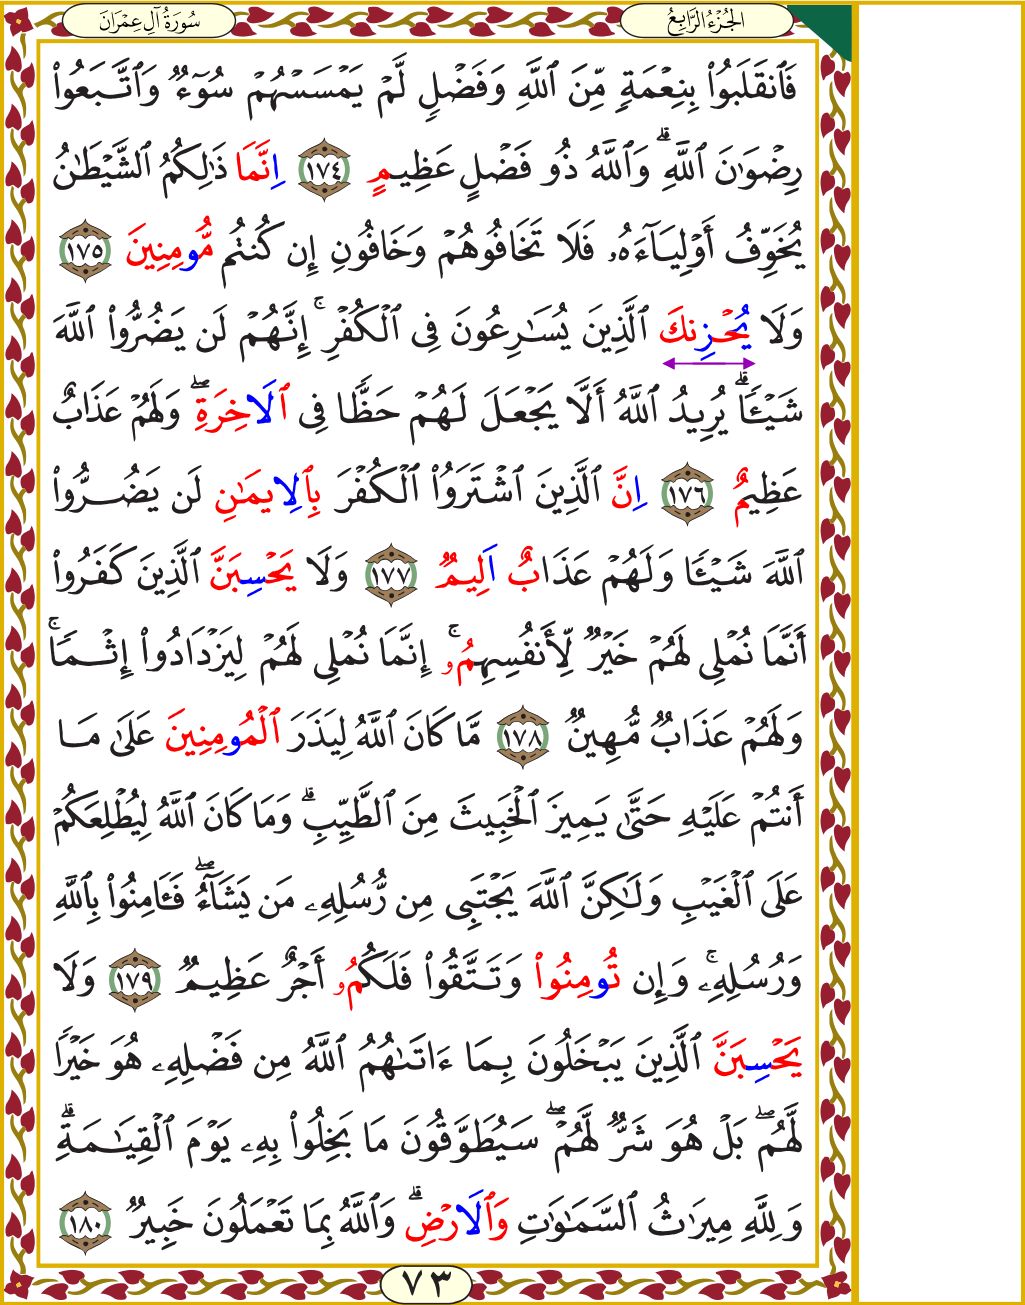 سُورَةُ آلِ عِمْرَانَ
الجُزْءُ الرَّابِعُ
فَٱنقَلَبُوا۟ بِنِعْمَةٍ مِّنَ ٱللَّهِ وَفَضْلٍ لَّمْ يَمْسَسْهُمْ سُوٓءٌ وَٱتَّبَعُوا۟
رِضْوَٰنَ ٱللَّهِ ۗ وَٱللَّهُ ذُو فَضْلٍ عَظِيمٍ ١٧٤ اِنَّمَا ذَٰلِكُمُ ٱلشَّيْطَٰنُ
يُخَوِّفُ أَوْلِيَآءَهُۥ فَلَا تَخَافُوهُمْ وَخَافُونِ إِن كُنتُم مُّومِنِينَ ١٧٥
وَلَا يُحْزِنكَ ٱلَّذِينَ يُسَٰرِعُونَ فِى ٱلْكُفْرِ ۚ إِنَّهُمْ لَن يَضُرُّوا۟ ٱللَّهَ
شَيْـًٔا ۗ يُرِيدُ ٱللَّهُ أَلَّا يَجْعَلَ لَهُمْ حَظًّا فِى ٱلَاخِرَةِ ۖ وَلَهُمْ عَذَابٌ
عَظِيمٌ ١٧٦ اِنَّ ٱلَّذِينَ ٱشْتَرَوُا۟ ٱلْكُفْرَ بِٱلِايمَٰنِ لَن يَضُرُّوا۟
ٱللَّهَ شَيْـًٔا وَلَهُمْ عَذَابٌ اَلِيمٌ ١٧٧ وَلَا يَحْسِبَنَّ ٱلَّذِينَ كَفَرُوا۟
أَنَّمَا نُمْلِى لَهُمْ خَيْرٌ لِّأَنفُسِهِمُۥ ۚ إِنَّمَا نُمْلِى لَهُمْ لِيَزْدَادُوا۟ إِثْمًا ۚ
وَلَهُمْ عَذَابٌ مُّهِينٌ ١٧٨ مَّا كَانَ ٱللَّهُ لِيَذَرَ ٱلْمُومِنِينَ عَلَىٰ مَا
أَنتُمْ عَلَيْهِ حَتَّىٰ يَمِيزَ ٱلْخَبِيثَ مِنَ ٱلطَّيِّبِ ۗ وَمَا كَانَ ٱللَّهُ لِيُطْلِعَكُمْ
عَلَى ٱلْغَيْبِ وَلَٰكِنَّ ٱللَّهَ يَجْتَبِى مِن رُّسُلِهِۦ مَن يَشَآءُ ۖ فَـَٔامِنُوا۟ بِٱللَّهِ
وَرُسُلِهِۦ ۚ وَإِن تُومِنُوا۟ وَتَتَّقُوا۟ فَلَكُمُۥ أَجْرٌ عَظِيمٌ ١٧٩ وَلَا
يَحْسِبَنَّ ٱلَّذِينَ يَبْخَلُونَ بِمَا ءَاتَىٰهُمُ ٱللَّهُ مِن فَضْلِهِۦ هُوَ خَيْرًا
لَّهُم ۖ بَلْ هُوَ شَرٌّ لَّهُمْ ۖ سَيُطَوَّقُونَ مَا بَخِلُوا۟ بِهِۦ يَوْمَ ٱلْقِيَٰمَةِ ۗ
وَلِلَّهِ مِيرَٰثُ ٱلسَّمَٰوَٰتِ وَٱلَارْضِ ۗ وَٱللَّهُ بِمَا تَعْمَلُونَ خَبِيرٌ ١٨٠
٧٣